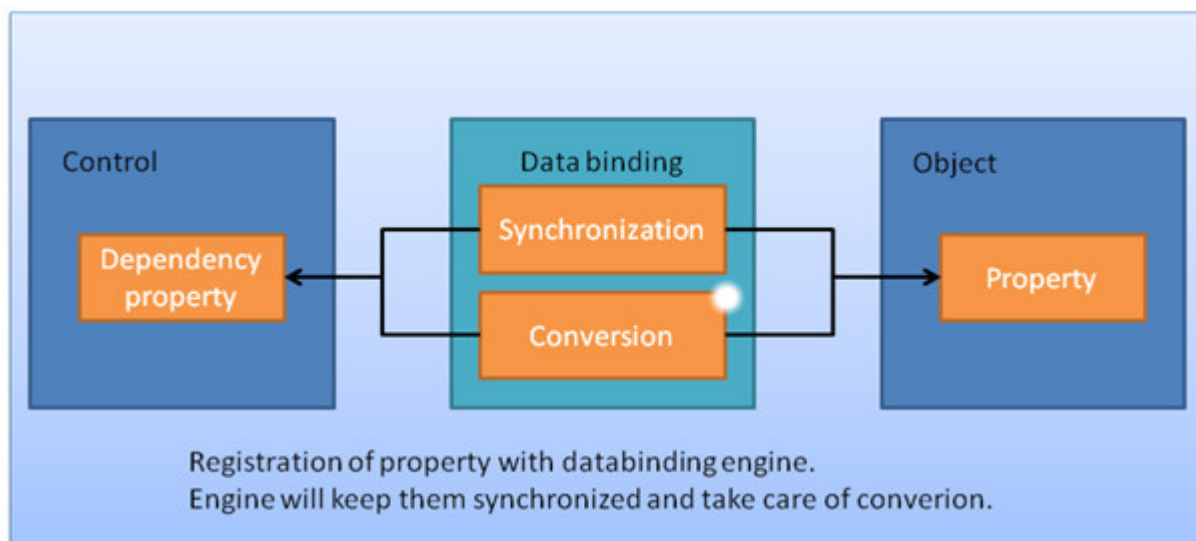 Control
Data binding
Object
Synchronization
Dependency
property
Property
Conversion
Registration of property with databinding engine.
Engine will keep them synchronized and take care of converion.